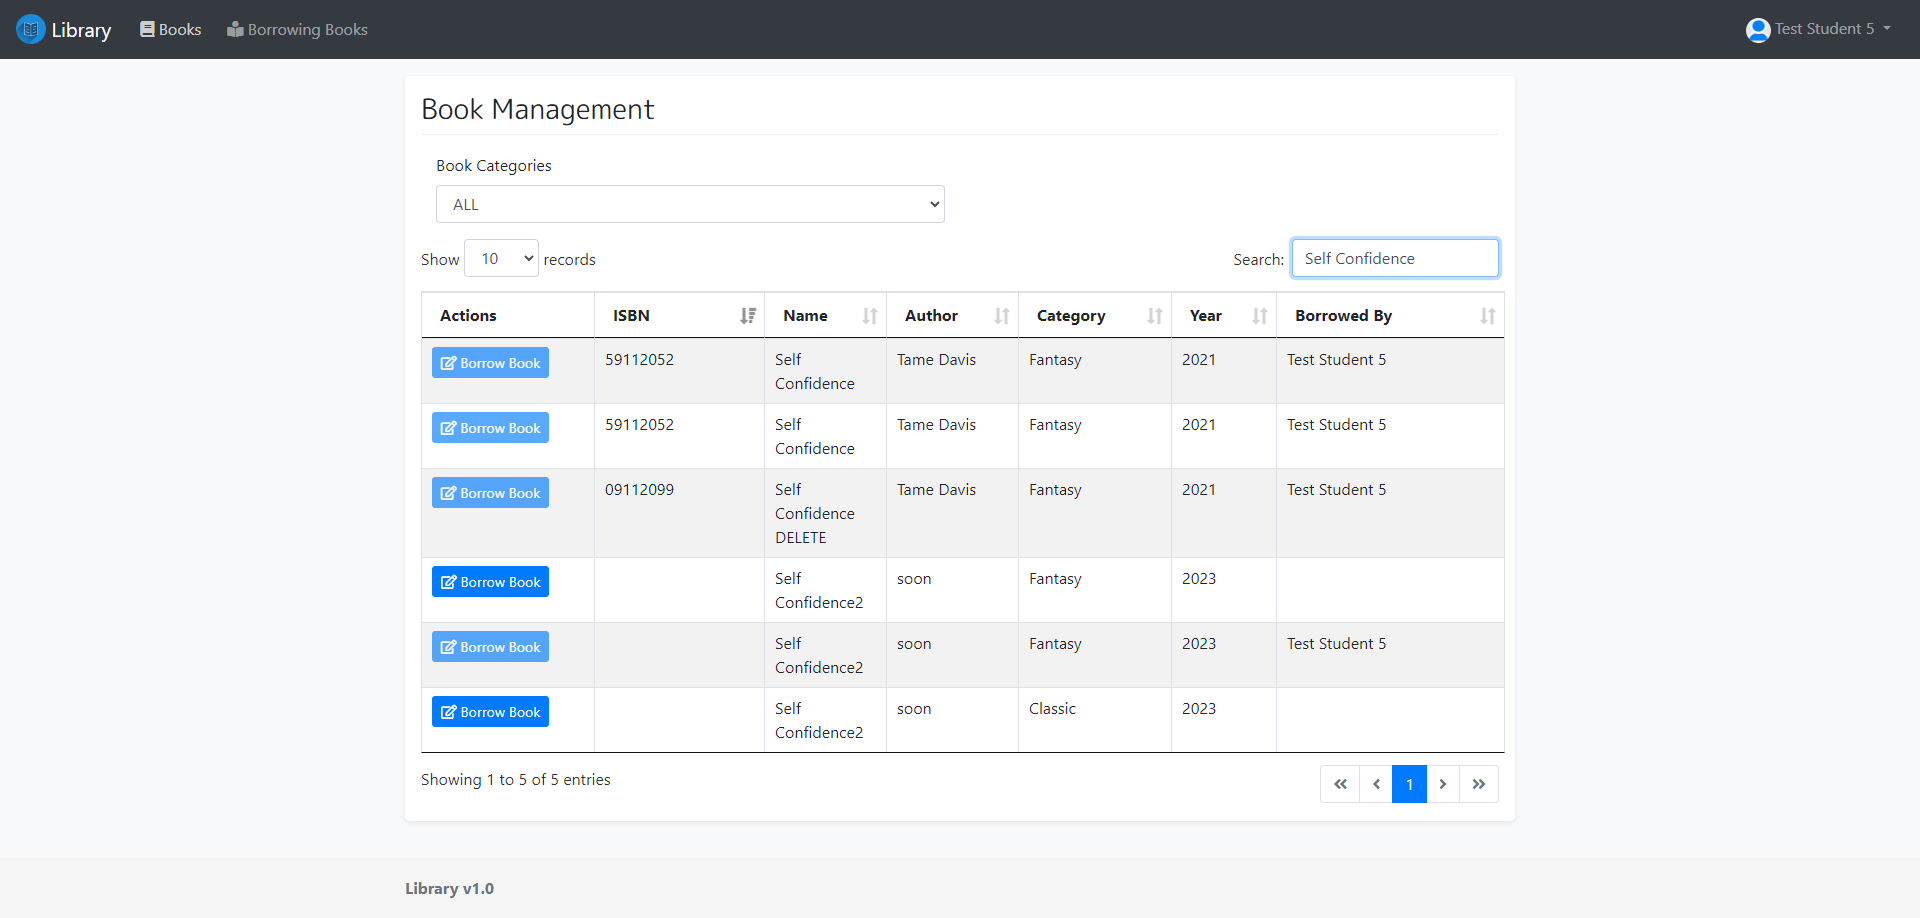 Library Books Borrowing Books Test Student 5
Book Management
Book Categories
ALL
Show 10 records Search: Self Confidence
Actions ISBN Name Author Category Year Borrowed By
Borrow Book 59112052 Self Tame Davis Fantasy 2021 Test Student 5
Confidence
Borrow Book 59112052 Self Tame Davis Fantasy 2021 Test Student 5
Confidence
Borrow Book 09112099 Self Tame Davis Fantasy 2021 Test Student 5
Confidence
DELETE
Borrow Book Self soon Fantasy 2023
Confidence2
Borrow Book Self soon Fantasy 2023 Test Student 5
Confidence2
Borrow Book Self soon Classic 2023
Confidence2
Showing 1 to 5 of 5 entries « ‹ 1 › »
Library v1.0